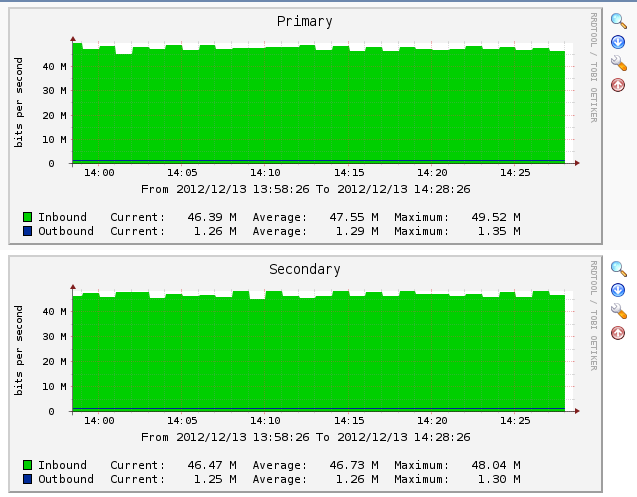 Primary
RRDTOOL / TOBI OETIKER
bits per second
40 M
30 M
20 M
10 M
0
14:00 14:05 14:10 14:15 14:20 14:25
From 2012/12/13 13:58:26 To 2012/12/13 14:28:26
Inbound Current: 46.39 M Average: 47.55 M Maximum: 49.52 M
Outbound Current: 1.26 M Average: 1.29 M Maximum: 1.35 M
Secondary
RRDTOOL / TOBI OETIKER
bits per second
40 M
30 M
20 M
10 M
0
14:00 14:05 14:10 14:15 14:20 14:25
From 2012/12/13 13:58:26 To 2012/12/13 14:28:26
Inbound Current: 46.47 M Average: 46.73 M Maximum: 48.04 M
Outbound Current: 1.25 M Average: 1.26 M Maximum: 1.30 M